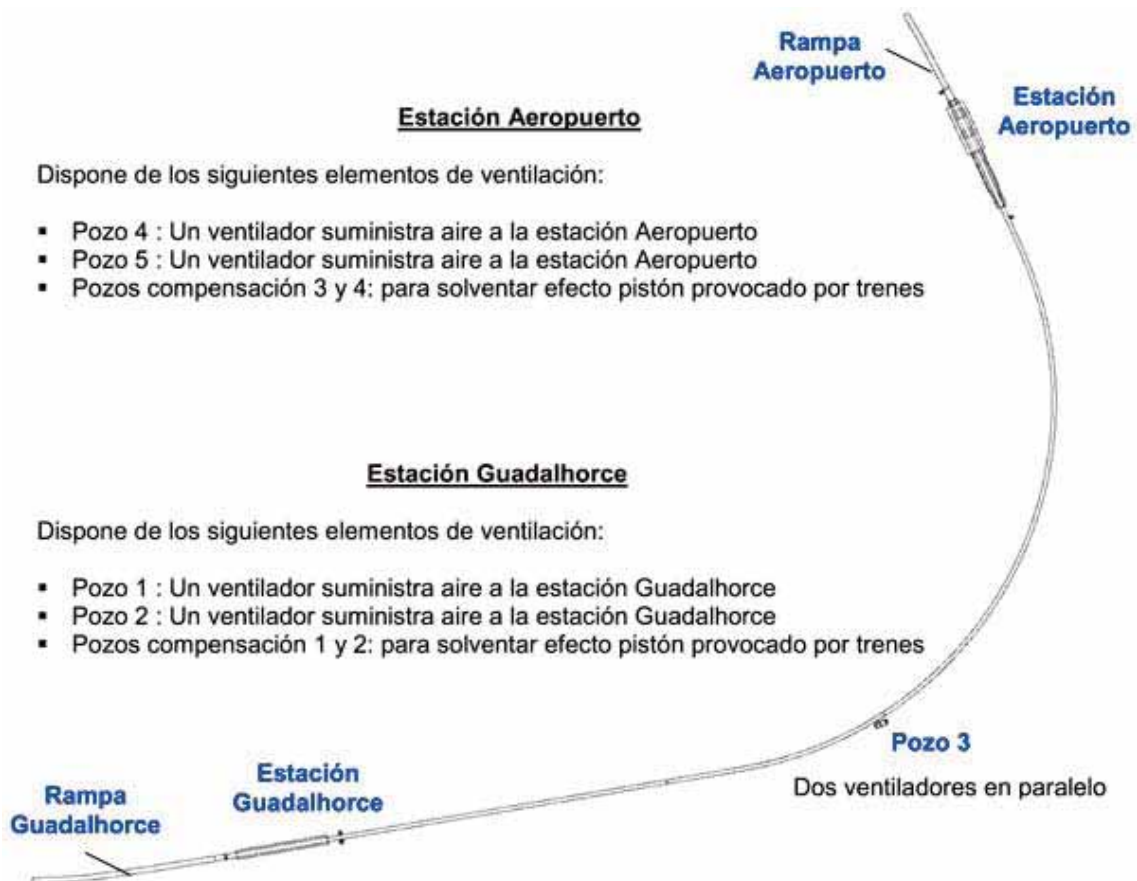 Rampa
Aeropuerto
Estación
Aeropuerto
Estación Aeropuerto
Dispone de los siguientes elementos de ventilación:
▪ Pozo 4 : Un ventilador suministra aire a la estación Aeropuerto
▪ Pozo 5 : Un ventilador suministra aire a la estación Aeropuerto
▪ Pozos compensación 3 y 4: para solventar efecto pistón provocado por trenes
Estación Guadalhorce
Dispone de los siguientes elementos de ventilación:
▪ Pozo 1 : Un ventilador suministra aire a la estación Guadalhorce
▪ Pozo 2 : Un ventilador suministra aire a la estación Guadalhorce
▪ Pozos compensación 1 y 2: para solventar efecto pistón provocado por trenes
Pozo 3
Dos ventiladores en paralelo
Estación
Guadalhorce
Rampa
Guadalhorce